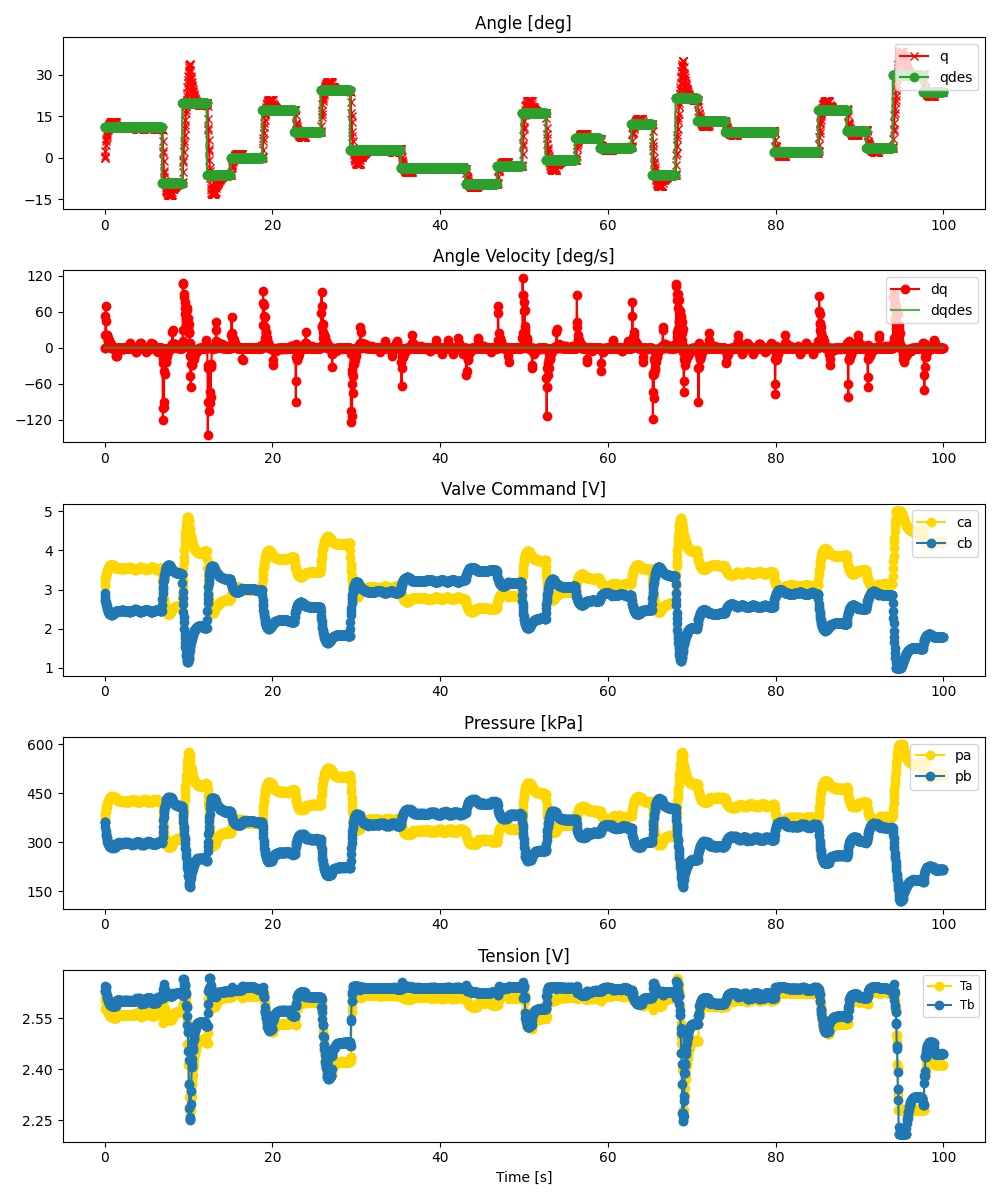 Angle [deg]
30
15
0
−15
q
qdes
0 20 40 60 80 100
Angle Velocity [deg/s]
120
60
0
−60
−120
dq
dqdes
0 20 40 60 80 100
Valve Command [V]
5
4
3
2
1
ca
cb
0 20 40 60 80 100
Pressure [kPa]
600
450
300
150
pa
pb
0 20 40 60 80 100
Tension [V]
2.55
2.40
2.25
Ta
Tb
0 20 40 60 80 100
Time [s]